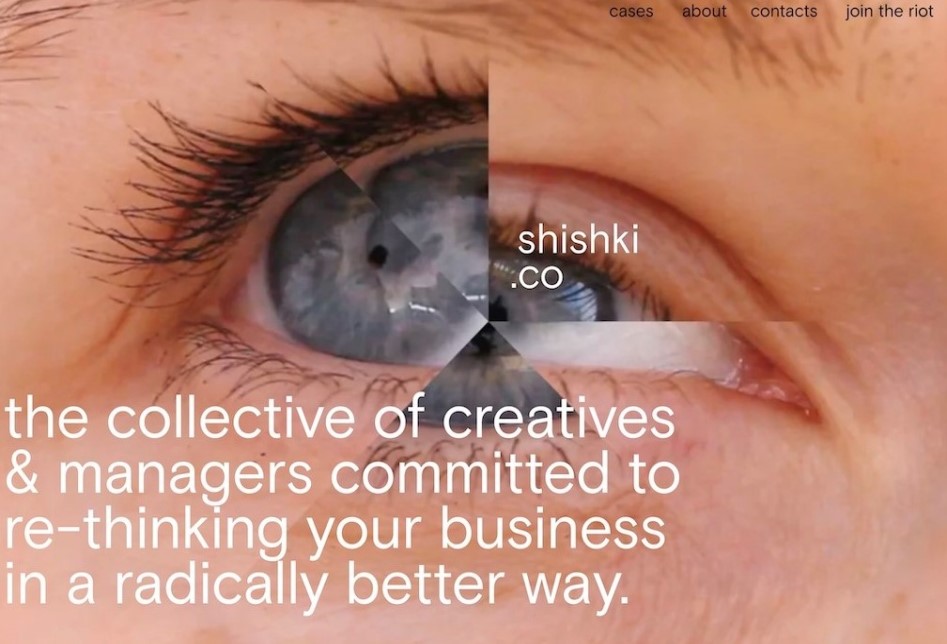 cases about contacts join the riot
shishki
.co
the collective of creatives
& managers committed to
re-thinking your business
in a radically better way.